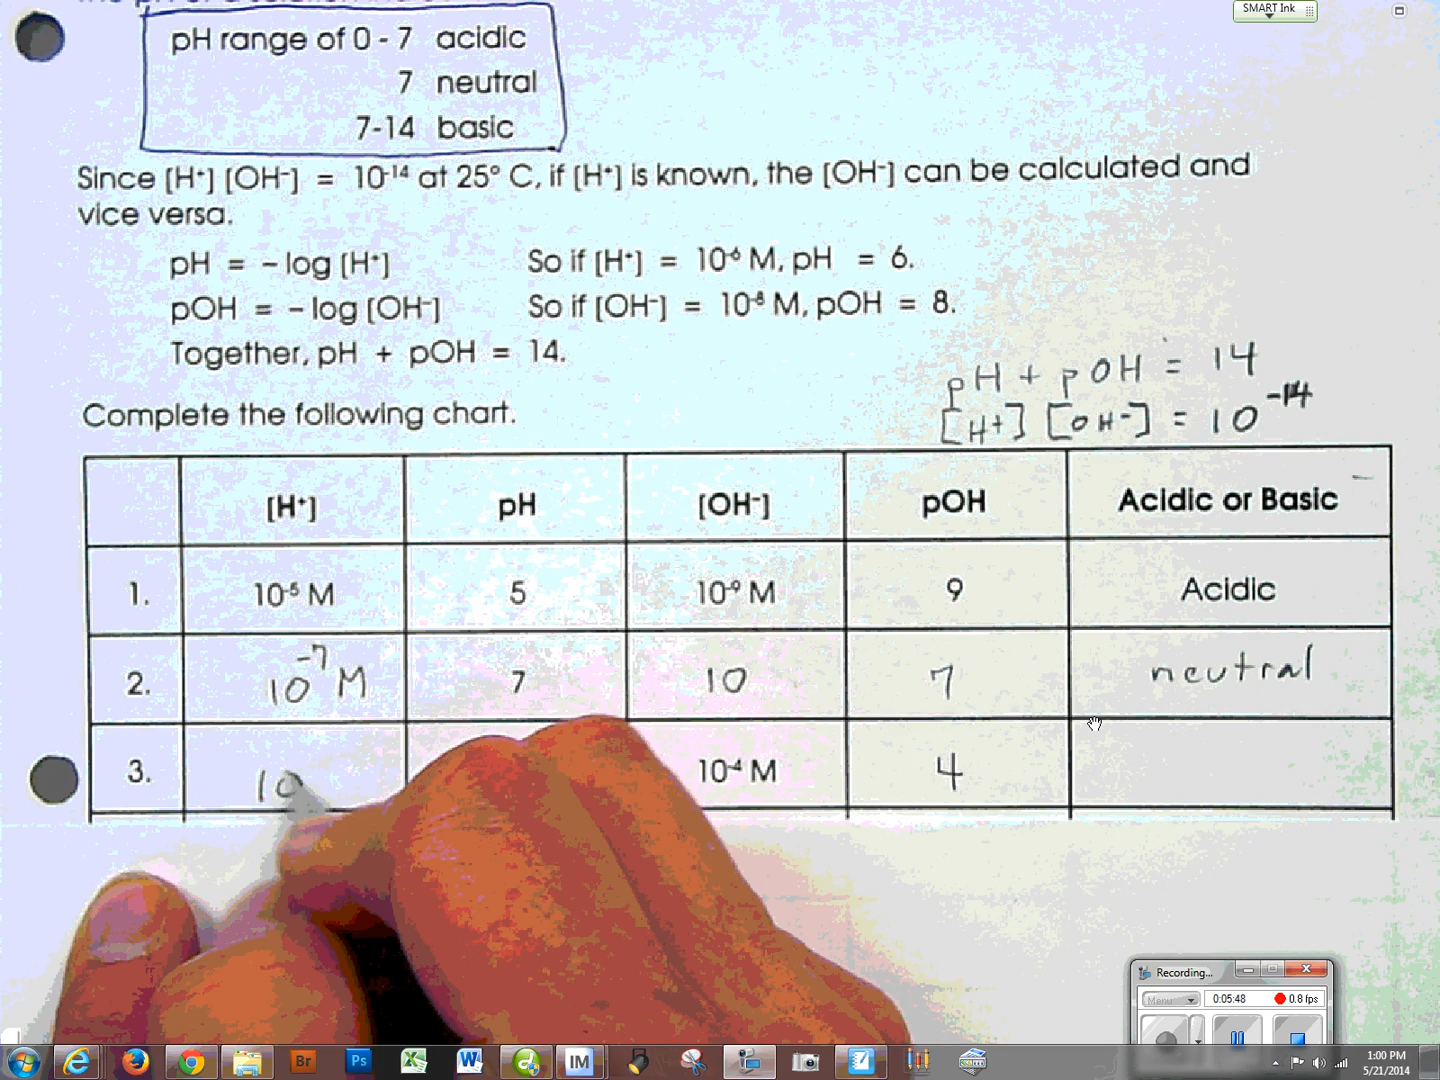 SMART Ink
pH range of 0 - 7 acidic
7 neutral
7-14 basic
Since [H⁺] [OH⁻] = 10⁻¹⁴ at 25° C, if [H⁺] is known, the [OH⁻] can be calculated and
vice versa.
pH = – log [H⁺] So if [H⁺] = 10⁻⁶ M, pH = 6.
pOH = – log [OH⁻] So if [OH⁻] = 10⁻⁸ M, pOH = 8.
Together, pH + pOH = 14.
pH + pOH = 14
[H⁺] [OH⁻] = 10⁻¹⁴
Complete the following chart.
[H⁺] pH [OH⁻] pOH Acidic or Basic
1. 10⁻⁵ M 5 10⁻⁹ M 9 Acidic
2. 10⁻⁷ M 7 10 7 neutral
3. 10 10⁻⁴ M 4
Recording...
Menu 0:05:48 0.8 fps
Br Ps W IM
1:00 PM
5/21/2014